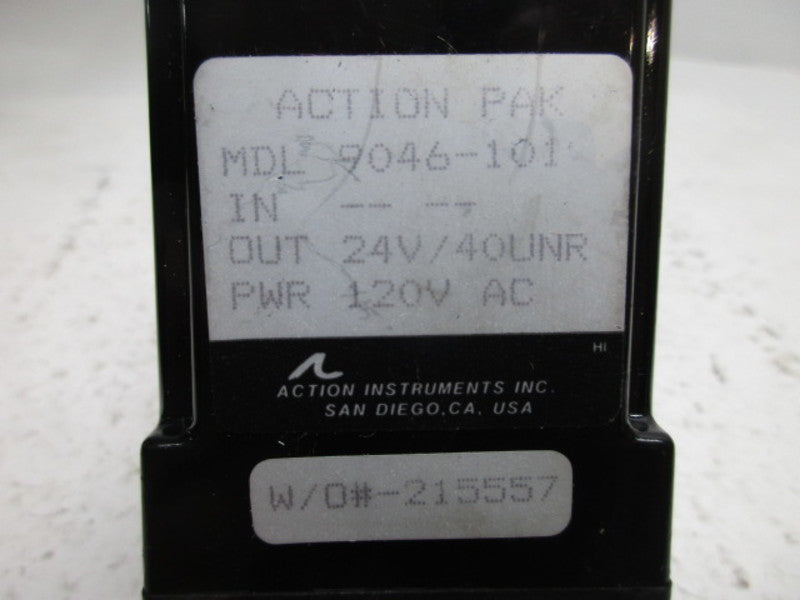 ACTION PAK
MDL 9046-101
IN -- --
OUT 24V/40UNR
PWR 120V AC
HI
ACTION INSTRUMENTS INC.
SAN DIEGO, CA, USA
W/O#-215557